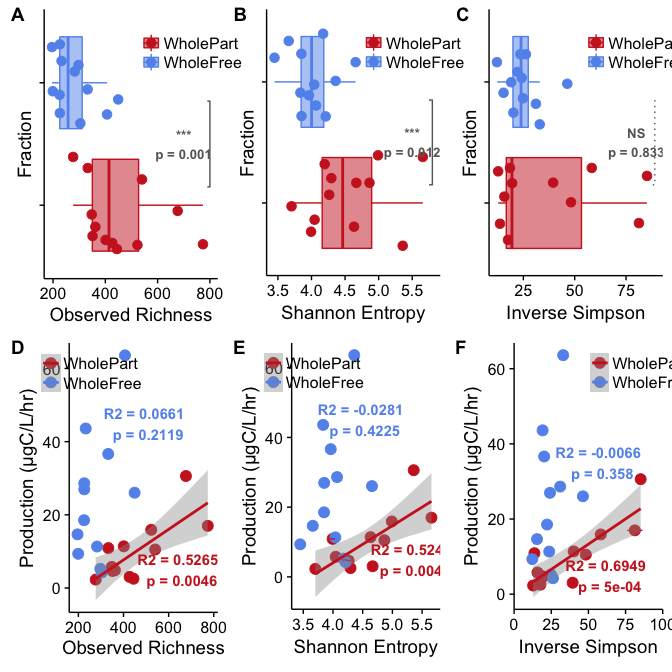 A
WholePart
WholeFree
Fraction
***
p = 0.001
200 400 600 800
Observed Richness
B
WholePart
WholeFree
Fraction
***
p = 0.012
3.5 4.0 4.5 5.0 5.5
Shannon Entropy
C
WholePa
WholeFre
Fraction
NS
p = 0.833
25 50 75
Inverse Simpson
D
WholePart
WholeFree
Production (µgC/L/hr)
60
40
20
0
R2 = 0.0661
p = 0.2119
R2 = 0.5265
p = 0.0046
200 400 600 800
Observed Richness
E
WholePart
WholeFree
Production (µgC/L/hr)
60
40
20
0
R2 = -0.0281
p = 0.4225
R2 = 0.524
p = 0.004
3.5 4.0 4.5 5.0 5.5
Shannon Entropy
F
WholePa
WholeFre
Production (µgC/L/hr)
60
40
20
0
R2 = -0.0066
p = 0.358
R2 = 0.6949
p = 5e-04
0 25 50 75 100
Inverse Simpson